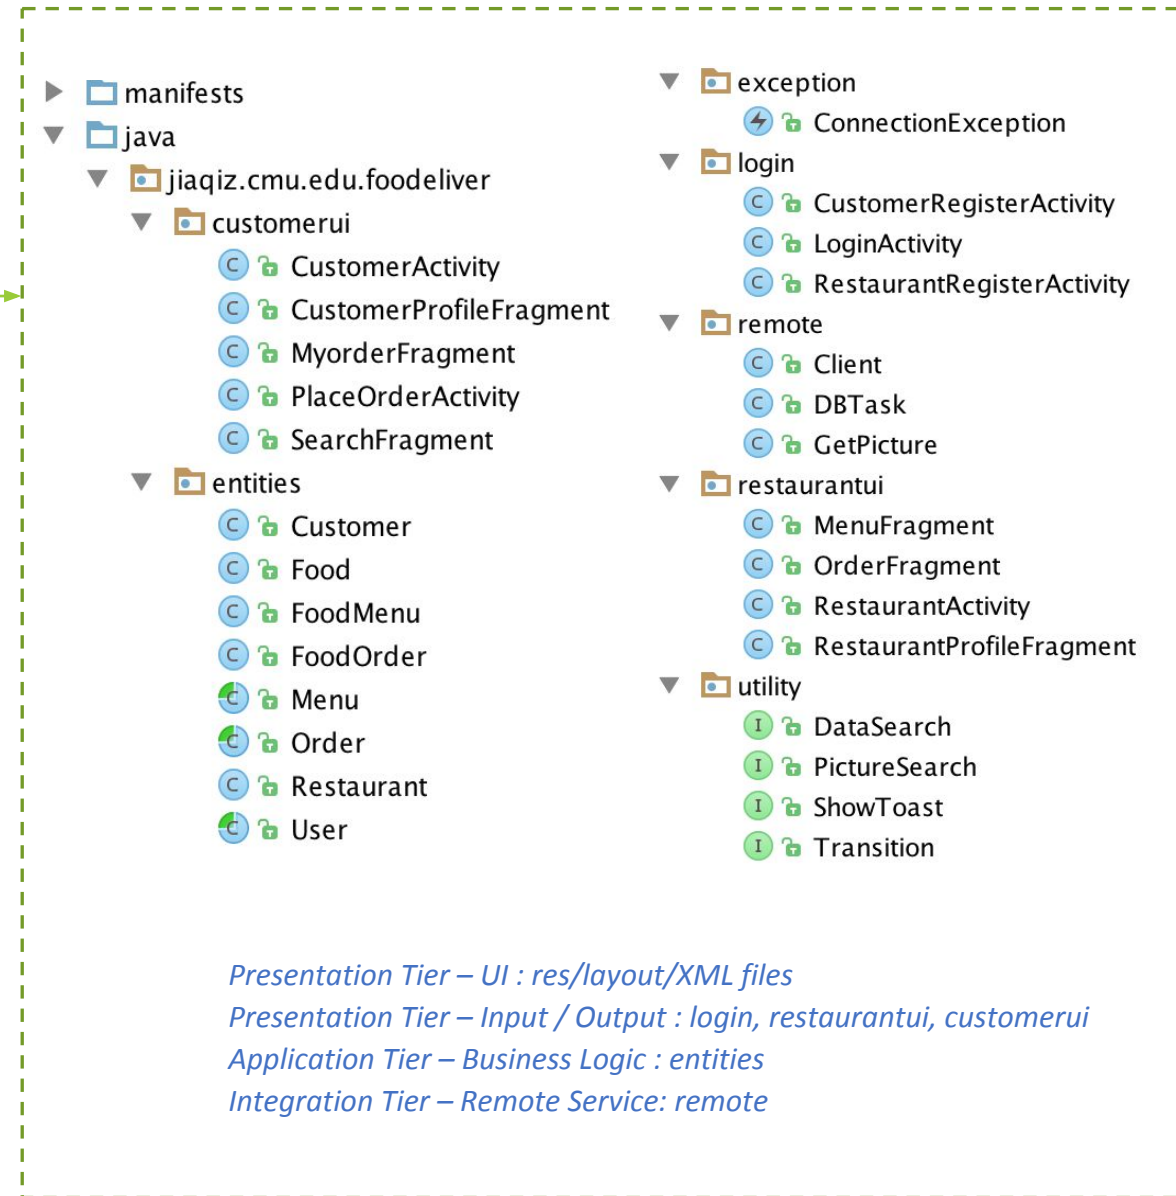 manifests
java
jiaqiz.cmu.edu.foodeliver
customerui
CustomerActivity
CustomerProfileFragment
MyorderFragment
PlaceOrderActivity
SearchFragment
entities
Customer
Food
FoodMenu
FoodOrder
Menu
Order
Restaurant
User
exception
ConnectionException
login
CustomerRegisterActivity
LoginActivity
RestaurantRegisterActivity
remote
Client
DBTask
GetPicture
restaurantui
MenuFragment
OrderFragment
RestaurantActivity
RestaurantProfileFragment
utility
DataSearch
PictureSearch
ShowToast
Transition
Presentation Tier – UI : res/layout/XML files
Presentation Tier – Input / Output : login, restaurantui, customerui
Application Tier – Business Logic : entities
Integration Tier – Remote Service: remote